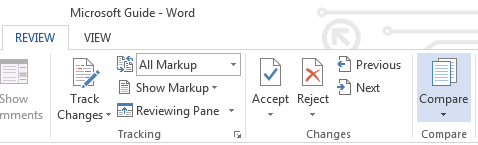 Microsoft Guide - Word
REVIEW VIEW
Show
mments
Track
Changes
All Markup
Show Markup
Reviewing Pane
Tracking
Accept
Reject
Previous
Next
Changes
Compare
Compare